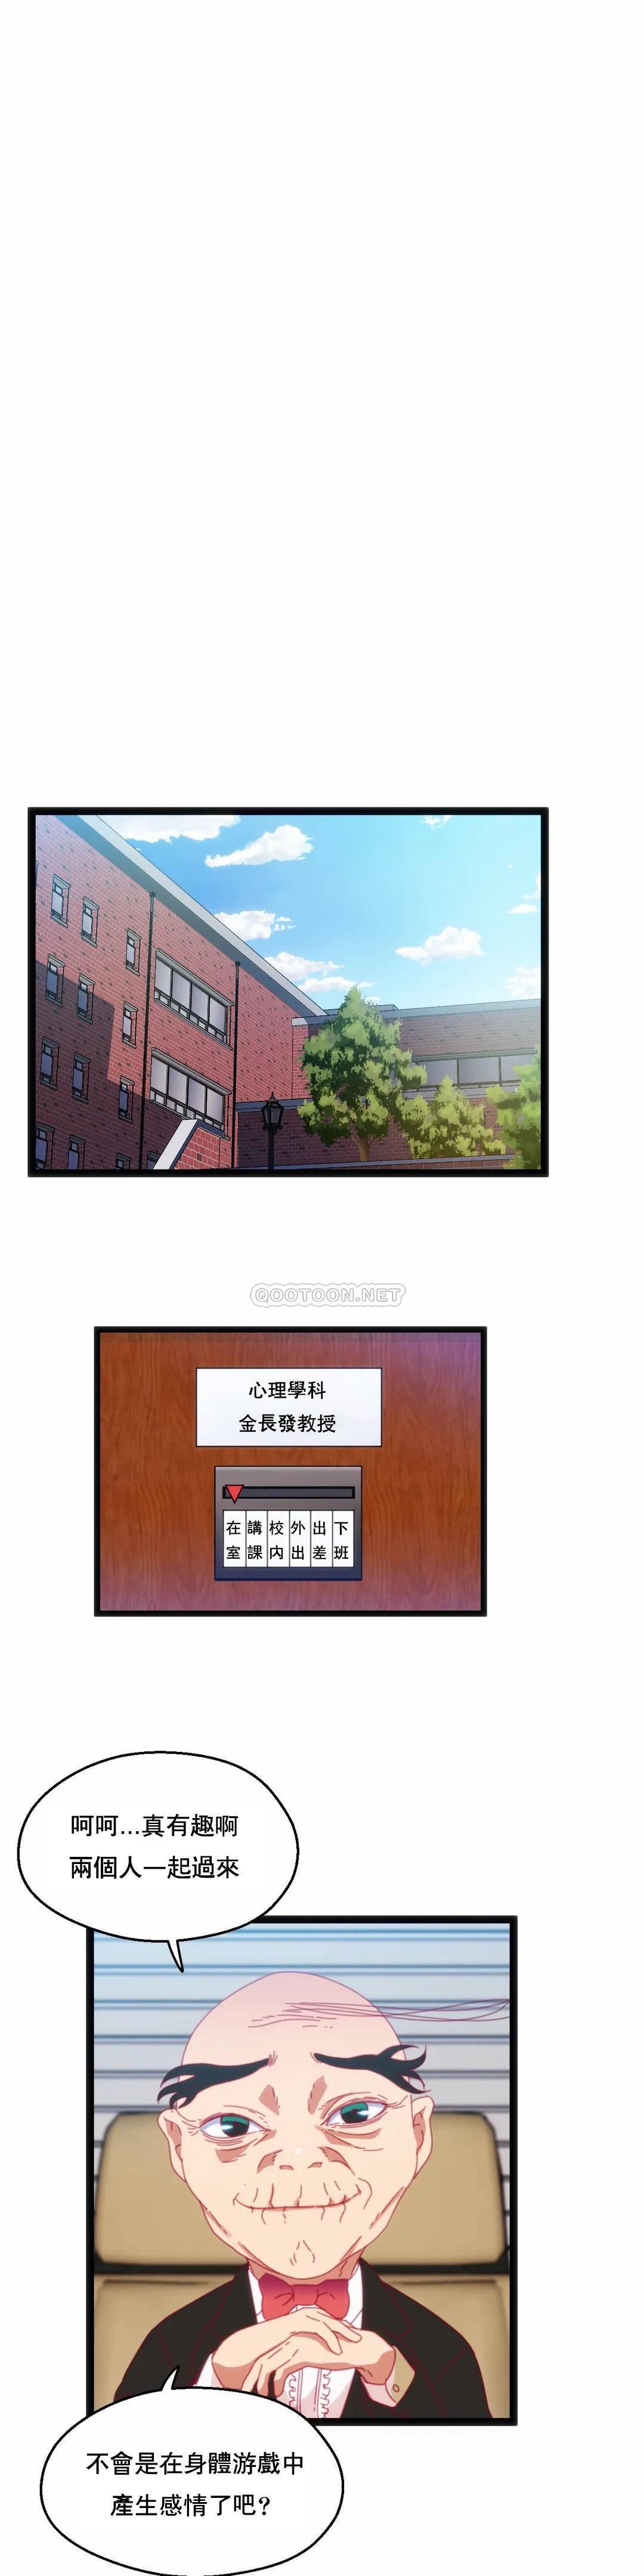 QOOTOON.NET
心理學科
金長發教授
在室 講課 校內 外出 出差 下班
呵呵...真有趣啊
兩個人一起過來
不會是在身體游戲中
產生感情了吧?